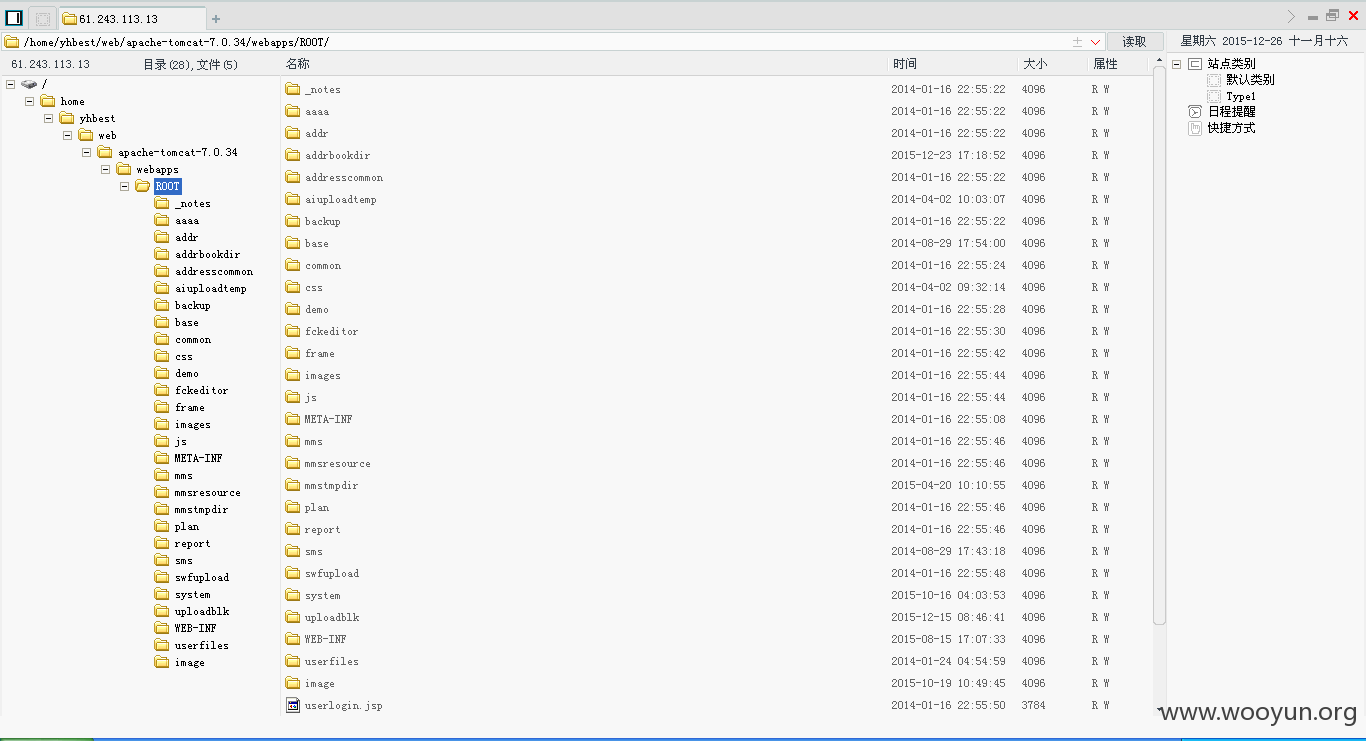 61.243.113.13
+
/home/yhbest/web/apache-tomcat-7.0.34/webapps/ROOT/
读取
星期六 2015-12-26 十一月十六
61.243.113.13 目录(28),文件(5)
名称 时间 大小 属性
/
home
yhbest
web
apache-tomcat-7.0.34
webapps
ROOT
_notes
aaaa
addr
addrbookdir
addresscommon
aiuploadtemp
backup
base
common
css
demo
fckeditor
frame
images
js
META-INF
mms
mmsresource
mmstmpdir
plan
report
sms
swfupload
system
uploadblk
WEB-INF
userfiles
image
_notes 2014-01-16 22:55:22 4096 R W
aaaa 2014-01-16 22:55:22 4096 R W
addr 2014-01-16 22:55:22 4096 R W
addrbookdir 2015-12-23 17:18:52 4096 R W
addresscommon 2014-01-16 22:55:22 4096 R W
aiuploadtemp 2014-04-02 10:03:07 4096 R W
backup 2014-01-16 22:55:22 4096 R W
base 2014-08-29 17:54:00 4096 R W
common 2014-01-16 22:55:24 4096 R W
css 2014-04-02 09:32:14 4096 R W
demo 2014-01-16 22:55:28 4096 R W
fckeditor 2014-01-16 22:55:30 4096 R W
frame 2014-01-16 22:55:42 4096 R W
images 2014-01-16 22:55:44 4096 R W
js 2014-01-16 22:55:44 4096 R W
META-INF 2014-01-16 22:55:08 4096 R W
mms 2014-01-16 22:55:46 4096 R W
mmsresource 2014-01-16 22:55:46 4096 R W
mmstmpdir 2015-04-20 10:10:55 4096 R W
plan 2014-01-16 22:55:46 4096 R W
report 2014-01-16 22:55:46 4096 R W
sms 2014-08-29 17:43:18 4096 R W
swfupload 2014-01-16 22:55:48 4096 R W
system 2015-10-16 04:03:53 4096 R W
uploadblk 2015-12-15 08:46:41 4096 R W
WEB-INF 2015-08-15 17:07:33 4096 R W
userfiles 2014-01-24 04:54:59 4096 R W
image 2015-10-19 10:49:45 4096 R W
userlogin.jsp 2014-01-16 22:55:50 3784 R W
站点类别
默认类别
Type1
日程提醒
快捷方式
www.wooyun.org